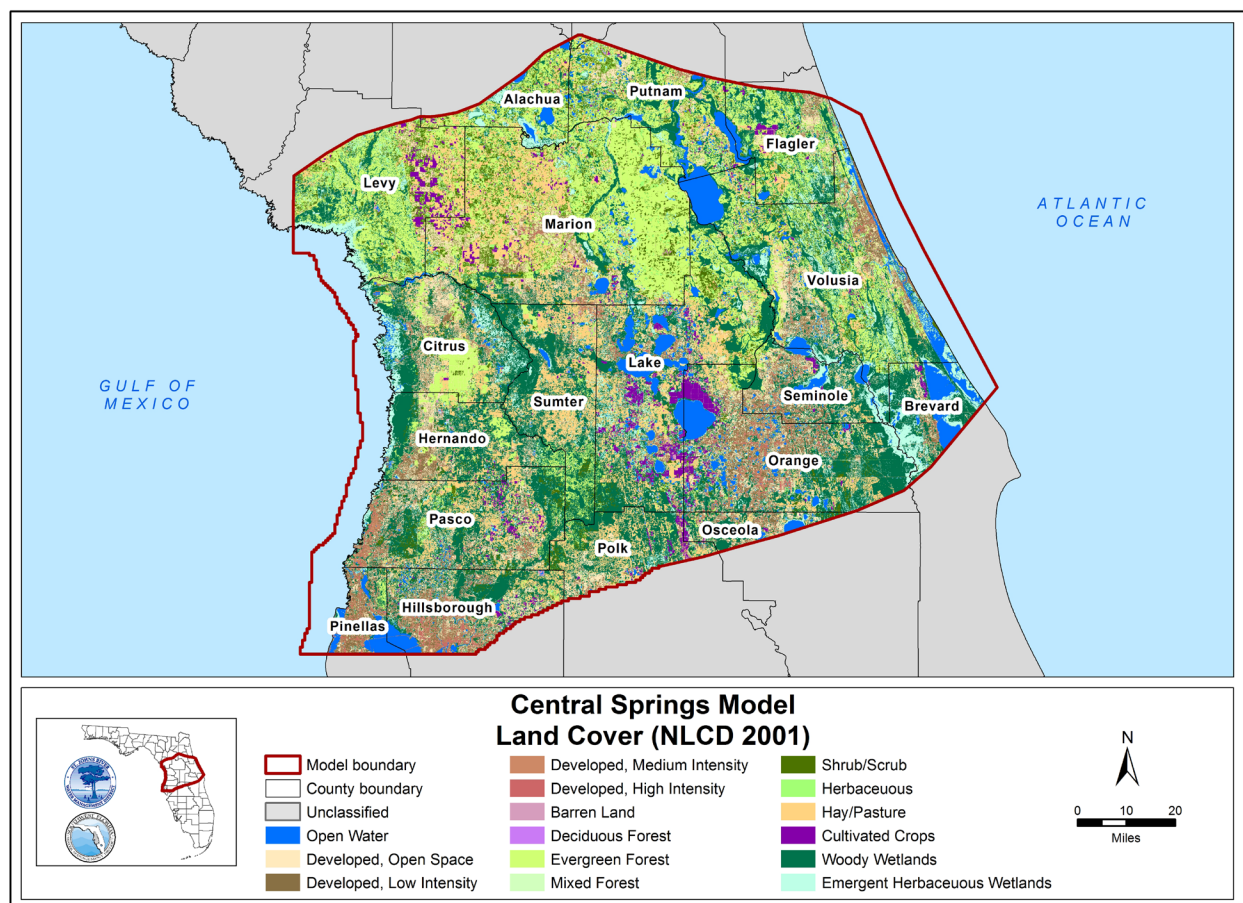 Alachua
Putnam
Flagler
Levy
Marion
ATLANTIC
OCEAN
Volusia
Citrus
Lake
GULF OF
MEXICO
Sumter
Seminole
Brevard
Hernando
Orange
Pasco
Osceola
Polk
Hillsborough
Pinellas
Central Springs Model
Land Cover (NLCD 2001)
Model boundary
County boundary
Unclassified
Open Water
Developed, Open Space
Developed, Low Intensity
Developed, Medium Intensity
Developed, High Intensity
Barren Land
Deciduous Forest
Evergreen Forest
Mixed Forest
Shrub/Scrub
Herbaceous
Hay/Pasture
Cultivated Crops
Woody Wetlands
Emergent Herbaceuous Wetlands
N
0 10 20
Miles